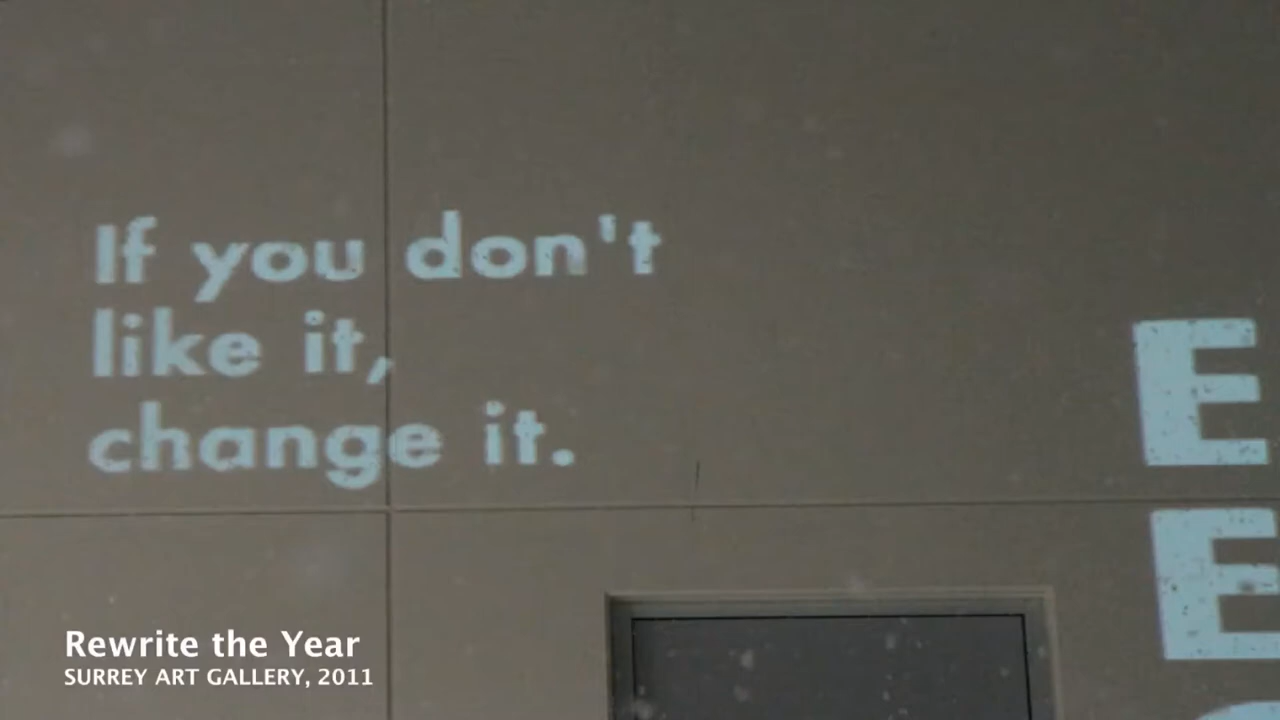 If you don't
like it,
change it.
E
E
Rewrite the Year
SURREY ART GALLERY, 2011